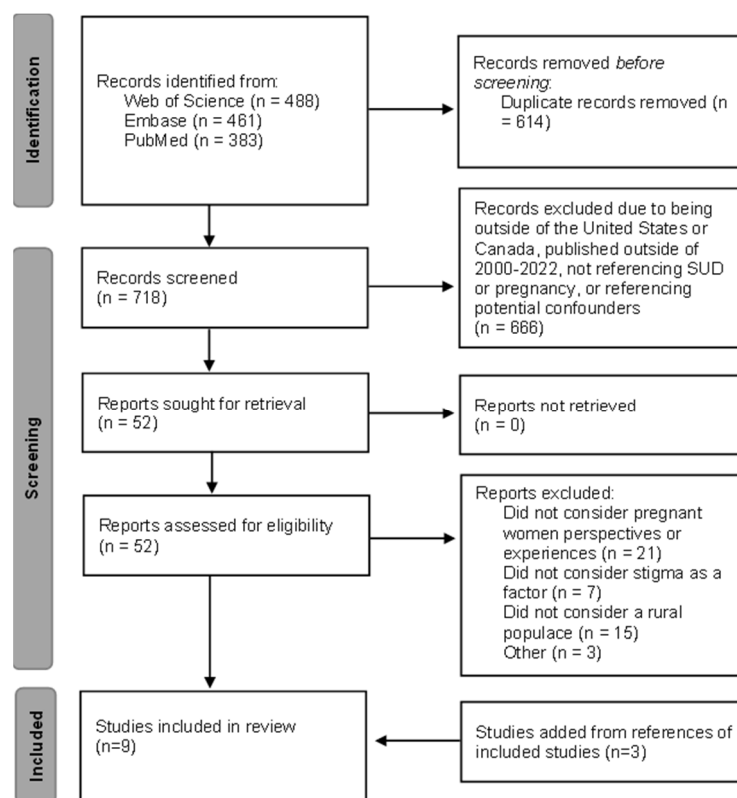 Identification
Records identified from:
Web of Science (n = 488)
Embase (n = 461)
PubMed (n = 383)
Records removed before
screening:
Duplicate records removed (n
= 614)
Screening
Records screened
(n = 718)
Records excluded due to being
outside of the United States or
Canada, published outside of
2000-2022, not referencing SUD
or pregnancy, or referencing
potential confounders
(n = 666)
Reports sought for retrieval
(n = 52)
Reports not retrieved
(n = 0)
Reports assessed for eligibility
(n = 52)
Reports excluded:
Did not consider pregnant
women perspectives or
experiences (n = 21)
Did not consider stigma as a
factor (n = 7)
Did not consider a rural
populace (n = 15)
Other (n = 3)
Included
Studies included in review
(n=9)
Studies added from references of
included studies (n=3)